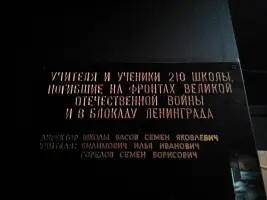 УЧИТЕЛЯ И УЧЕНИКИ 210 ШКОЛЫ,
ПОГИБШИЕ НА ФРОНТАХ ВЕЛИКОЙ
ОТЕЧЕСТВЕННОЙ ВОЙНЫ
И В БЛОКАДУ ЛЕНИНГРАДА
ДИРЕКТОР ШКОЛЫ ВАСОВ СЕМЕН ЯКОВЛЕВИЧ
УЧИТЕЛЯ: ИЛЬЯ ИВАНОВИЧ
СЕМЕН БОРИСОВИЧ